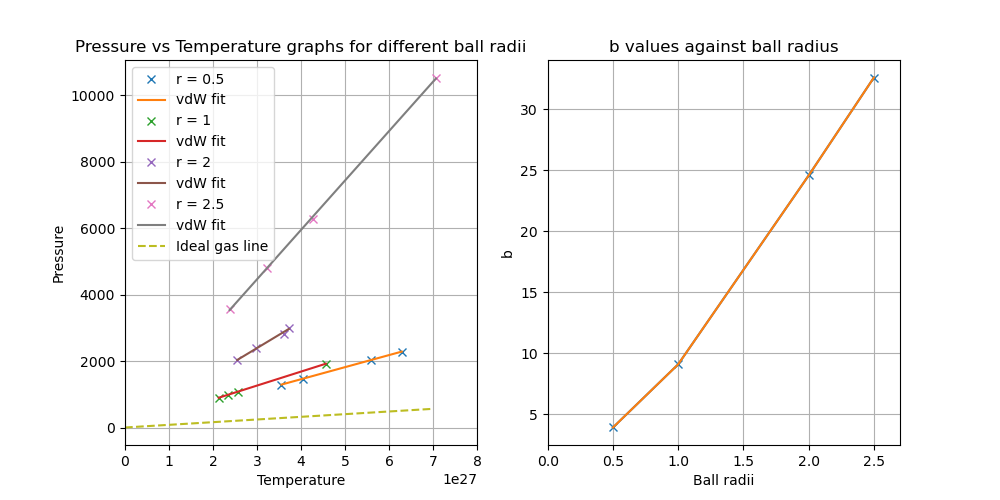 Pressure vs Temperature graphs for different ball radii
10000
8000
6000
4000
2000
0
Pressure
r = 0.5
vdW fit
r = 1
vdW fit
r = 2
vdW fit
r = 2.5
vdW fit
Ideal gas line
0 1 2 3 4 5 6 7 8
1e27
Temperature
b values against ball radius
30
25
20
15
10
5
b
0.0 0.5 1.0 1.5 2.0 2.5
Ball radii